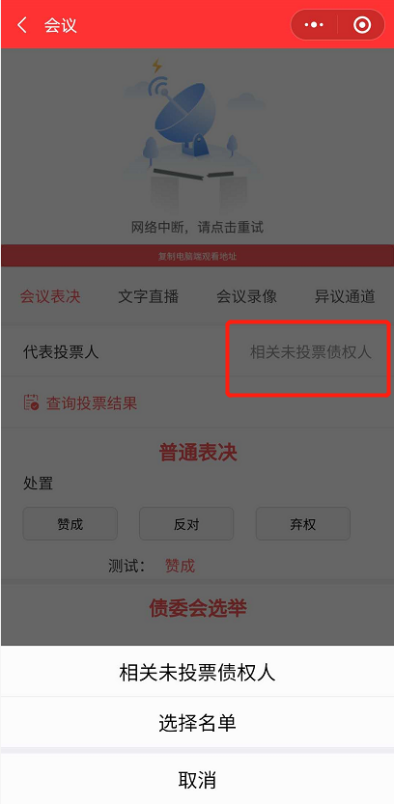 会议
网络中断，请点击重试
复制电脑端观看地址
会议表决 文字直播 会议录像 异议通道
代表投票人 相关未投票债权人
查询投票结果
普通表决
处置
赞成 反对 弃权
测试： 赞成
债委会选举
相关未投票债权人
选择名单
取消